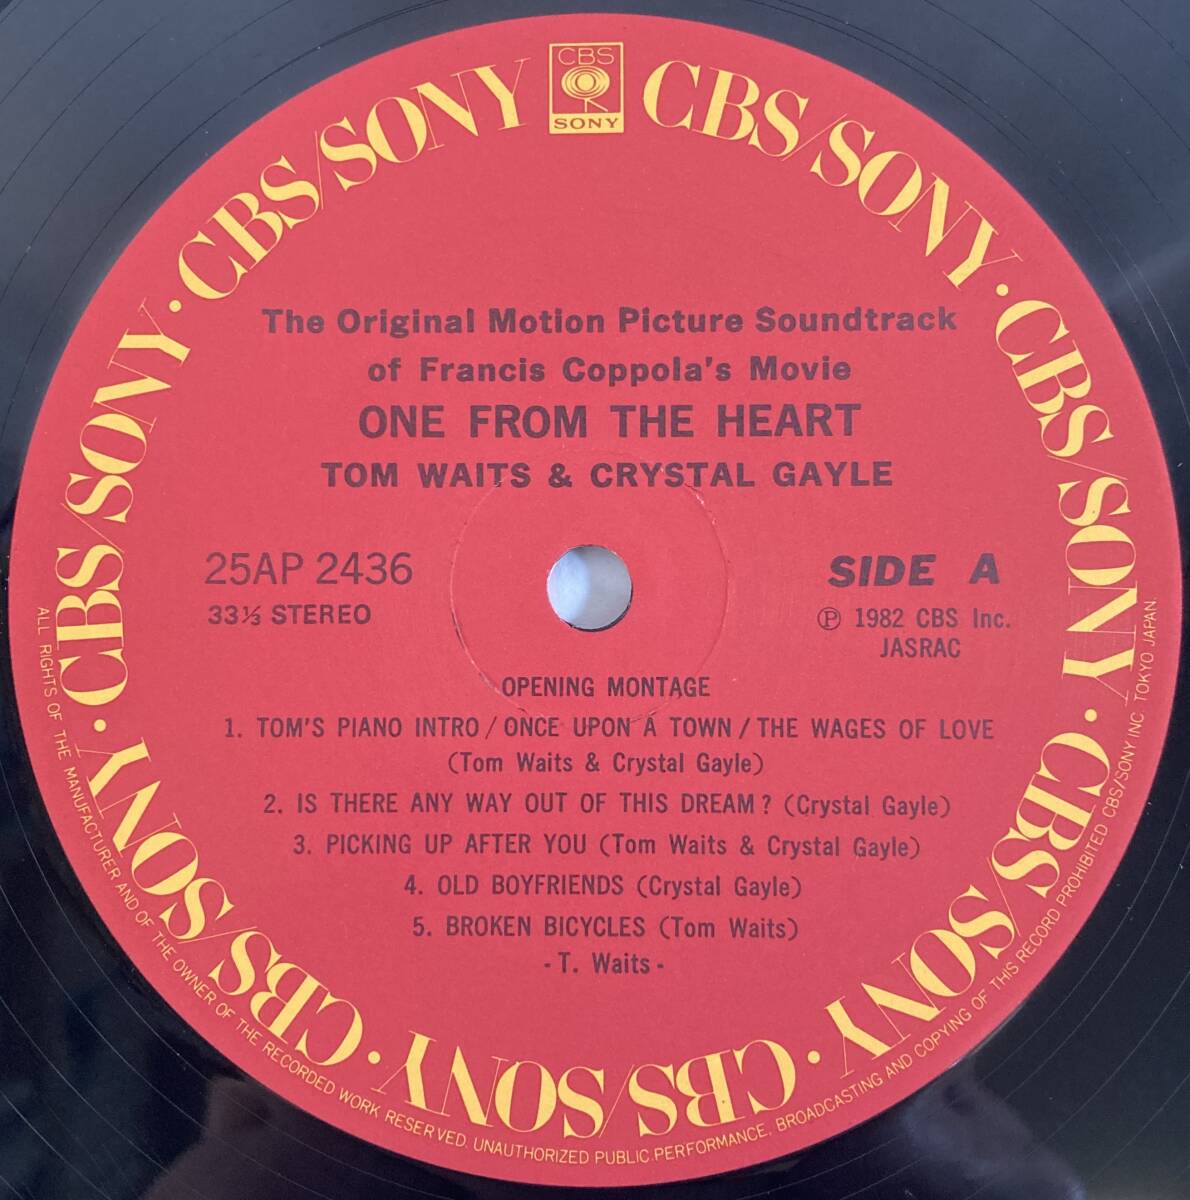 CBS
SONY
CBS/SONY · CBS/SONY · CBS/SONY · CBS/SONY · CBS/SONY · CBS/SONY · CBS/SONY · CBS/SONY
The Original Motion Picture Soundtrack
of Francis Coppola's Movie
ONE FROM THE HEART
TOM WAITS & CRYSTAL GAYLE
25AP 2436
SIDE A
33⅓ STEREO
Ⓟ 1982 CBS Inc.
JASRAC
OPENING MONTAGE
1. TOM'S PIANO INTRO / ONCE UPON A TOWN / THE WAGES OF LOVE
(Tom Waits & Crystal Gayle)
2. IS THERE ANY WAY OUT OF THIS DREAM? (Crystal Gayle)
3. PICKING UP AFTER YOU (Tom Waits & Crystal Gayle)
4. OLD BOYFRIENDS (Crystal Gayle)
5. BROKEN BICYCLES (Tom Waits)
- T. Waits -
ALL RIGHTS OF THE MANUFACTURER AND OF THE OWNER OF THE RECORDED WORK RESERVED. UNAUTHORIZED PUBLIC PERFORMANCE, BROADCASTING AND COPYING OF THIS RECORD PROHIBITED CBS/SONY INC. TOKYO JAPAN.